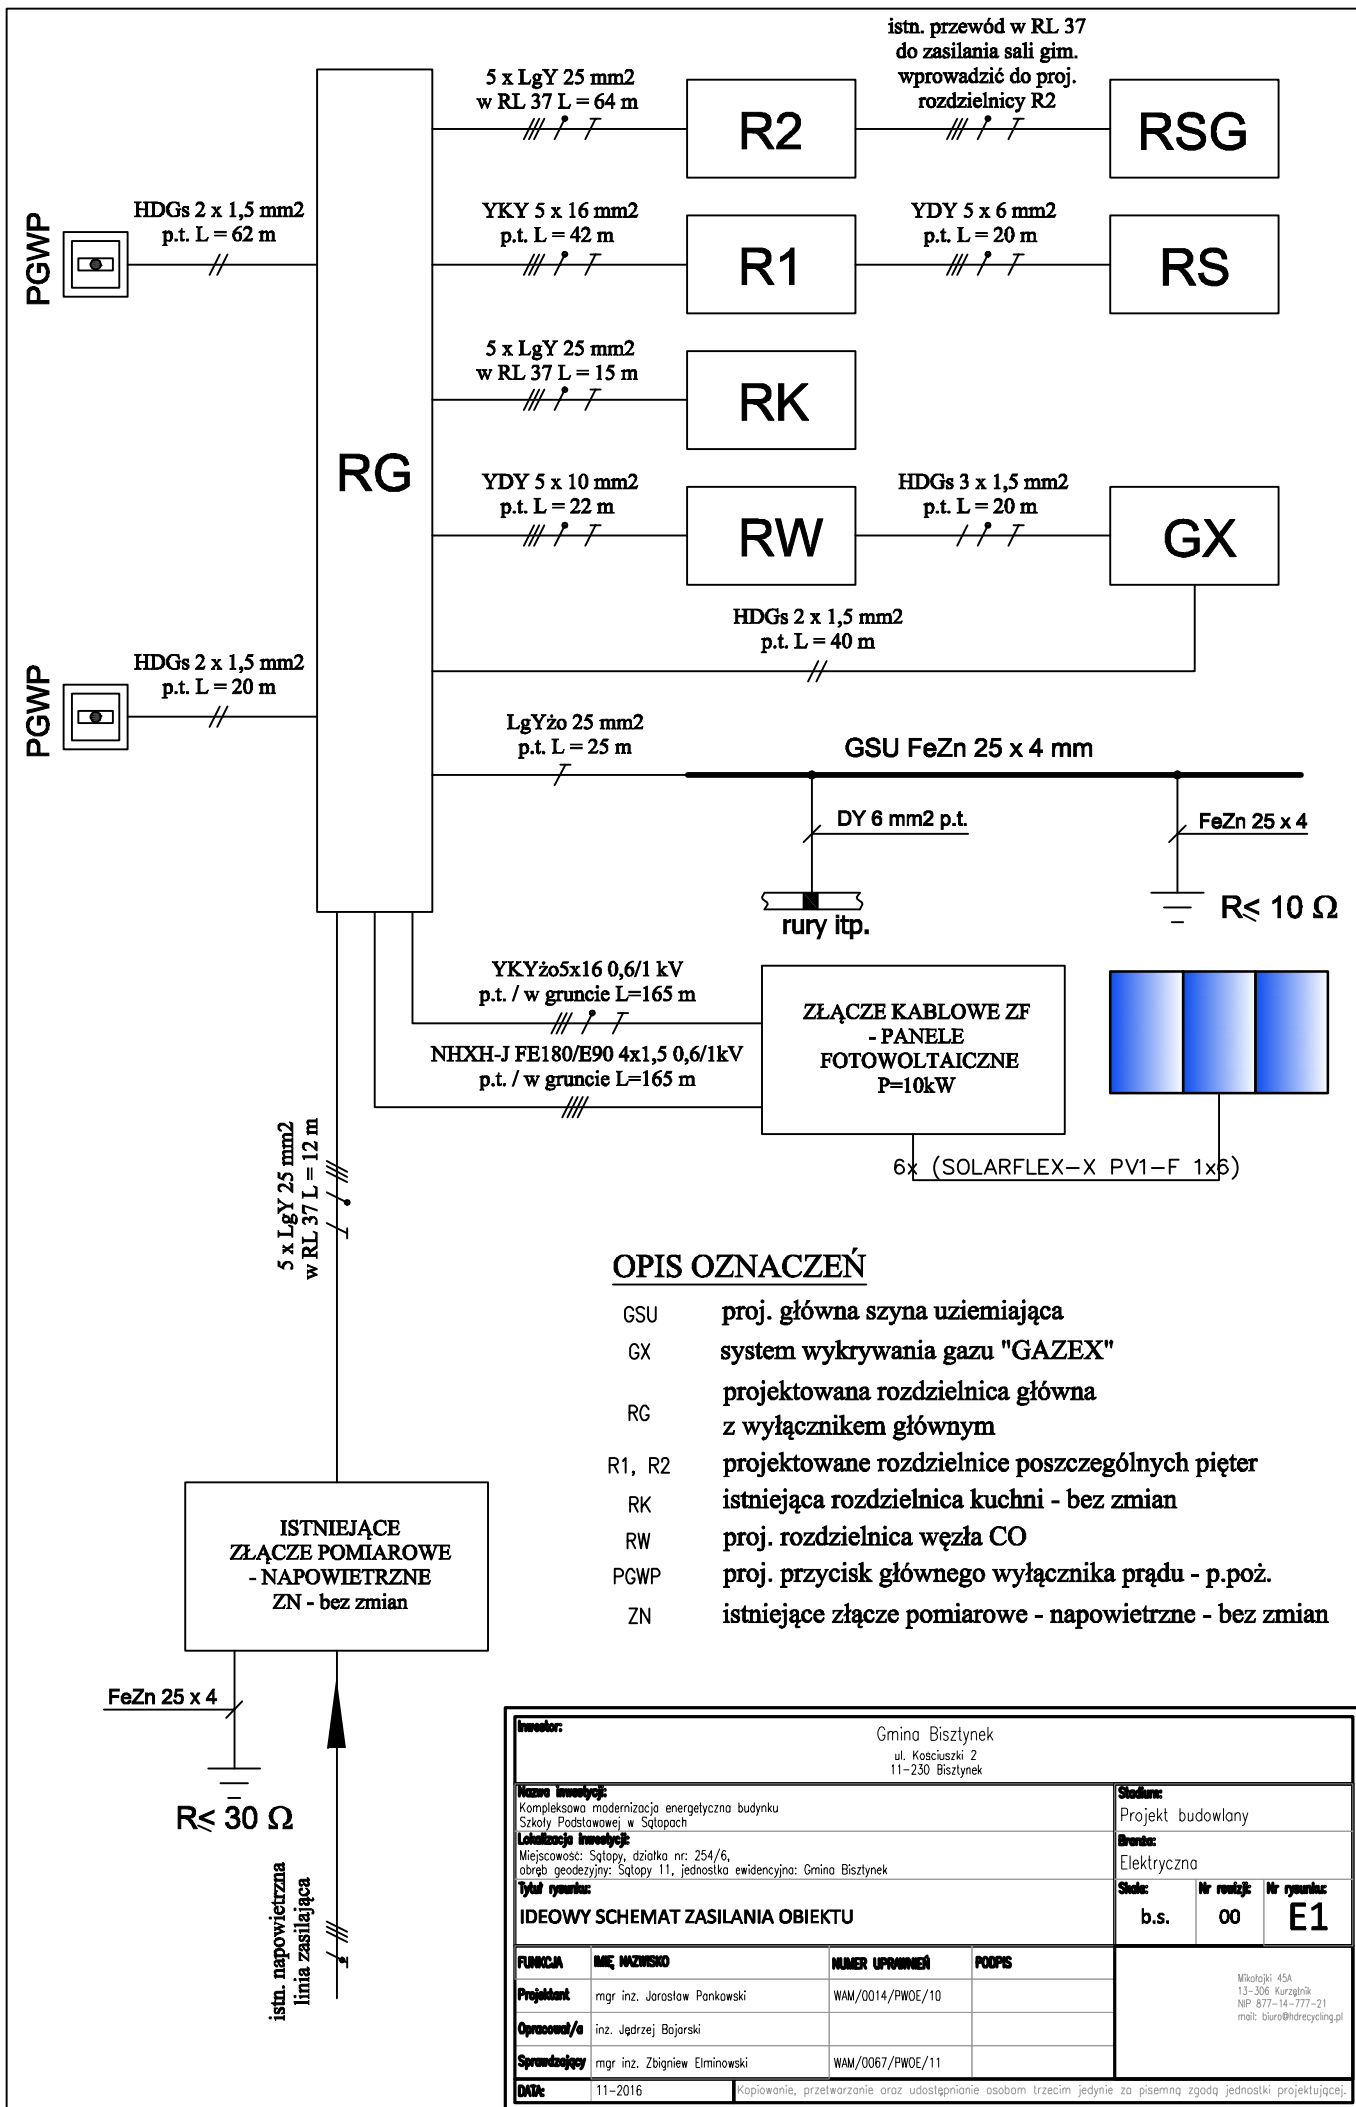 istn. przewód w RL 37
do zasilania sali gim.
wprowadzić do proj.
rozdzielnicy R2
5 x LgY 25 mm2
w RL 37 L = 64 m
R2
RSG
PGWP
HDGs 2 x 1,5 mm2
p.t. L = 62 m
YKY 5 x 16 mm2
p.t. L = 42 m
R1
YDY 5 x 6 mm2
p.t. L = 20 m
RS
5 x LgY 25 mm2
w RL 37 L = 15 m
RK
RG
YDY 5 x 10 mm2
p.t. L = 22 m
RW
HDGs 3 x 1,5 mm2
p.t. L = 20 m
GX
HDGs 2 x 1,5 mm2
p.t. L = 40 m
PGWP
HDGs 2 x 1,5 mm2
p.t. L = 20 m
LgYżo 25 mm2
p.t. L = 25 m
GSU FeZn 25 x 4 mm
DY 6 mm2 p.t.
FeZn 25 x 4
rury itp.
R≤ 10 Ω
YKYżo5x16 0,6/1 kV
p.t. / w gruncie L=165 m
NHXH-J FE180/E90 4x1,5 0,6/1kV
p.t. / w gruncie L=165 m
ZŁĄCZE KABLOWE ZF
- PANELE
FOTOWOLTAICZNE
P=10kW
6x (SOLARFLEX-X PV1-F 1x6)
5 x LgY 25 mm2
w RL 37 L = 12 m
OPIS OZNACZEŃ
GSU proj. główna szyna uziemiająca
GX system wykrywania gazu "GAZEX"
RG projektowana rozdzielnica główna
z wyłącznikem głównym
R1, R2 projektowane rozdzielnice poszczególnych pięter
RK istniejąca rozdzielnica kuchni - bez zmian
RW proj. rozdzielnica węzła CO
PGWP proj. przycisk głównego wyłącznika prądu - p.poż.
ZN istniejące złącze pomiarowe - napowietrzne - bez zmian
ISTNIEJĄCE
ZŁĄCZE POMIAROWE
- NAPOWIETRZNE
ZN - bez zmian
FeZn 25 x 4
R≤ 30 Ω
istn. napowietrzna
linia zasilająca
Inwestor:
Gmina Bisztynek
ul. Kosciuszki 2
11-230 Bisztynek
Nazwa inwestycji:
Kompleksowa modernizacja energetyczna budynku
Szkoły Podstawowej w Sątopach
Stadium:
Projekt budowlany
Lokalizacja inwestycji:
Miejscowość: Sątopy, działka nr: 254/6,
obręb geodezyjny: Sątopy 11, jednostka ewidencyjna: Gmina Bisztynek
Branża:
Elektryczna
Tytuł rysunku:
IDEOWY SCHEMAT ZASILANIA OBIEKTU
Skala: Nr rewizji: Nr rysunku:
b.s. 00 E1
FUNKCJA IMIĘ, NAZWISKO NUMER UPRAWNIEŃ PODPIS
Projektant mgr inż. Jarosław Pankowski WAM/0014/PWOE/10
Opracował/a inż. Jędrzej Bojarski
Sprawdzający mgr inż. Zbigniew Elminowski WAM/0067/PWOE/11
Mikołajki 45A
13-306 Kurzętnik
NIP 877-14-777-21
mail: biuro@hdrecycling.pl
DATA: 11-2016 Kopiowanie, przetwarzanie oraz udostępnianie osobom trzecim jedynie za pisemną zgodą jednostki projektującej.